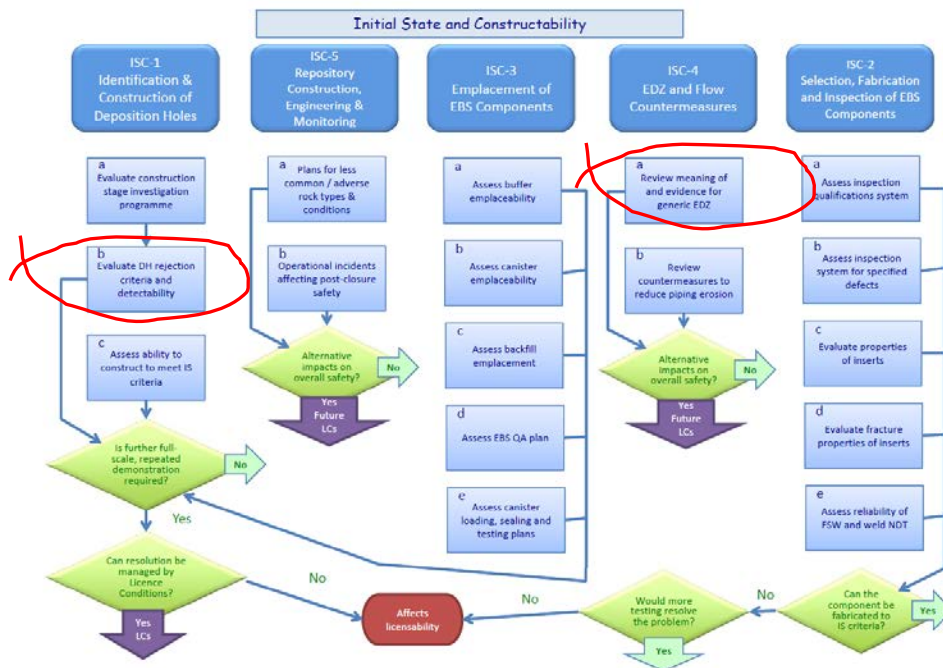 Initial State and Constructability
ISC-1
Identification &
Construction of
Deposition Holes
a
Evaluate construction
stage investigation
programme
b
Evaluate DH rejection
criteria and
detectability
c
Assess ability to
construct to meet IS
criteria
Is further full-
scale, repeated
demonstration
required?
No
Yes
Can resolution be
managed by
Licence
Conditions?
No
Yes
LCs
ISC-5
Repository
Construction,
Engineering &
Monitoring
a
Plans for less
common / adverse
rock types &
conditions
b
Operational incidents
affecting post-closure
safety
Alternative
impacts on
overall safety?
No
Yes
Future
LCs
ISC-3
Emplacement of
EBS Components
a
Assess buffer
emplaceability
b
Assess canister
emplaceability
c
Assess backfill
emplacement
d
Assess EBS QA plan
e
Assess canister
loading, sealing and
testing plans
ISC-4
EDZ and Flow
Countermeasures
a
Review meaning of
and evidence for
generic EDZ
b
Review
countermeasures to
reduce piping erosion
Alternative
impacts on
overall safety?
No
Yes
Future
LCs
ISC-2
Selection, Fabrication
and Inspection of EBS
Components
a
Assess inspection
qualifications system
b
Assess inspection
system for specified
defects
c
Evaluate properties
of inserts
d
Evaluate fracture
properties of inserts
e
Assess reliability of
FSW and weld NDT
Can the
component be
fabricated to
IS criteria?
Yes
No
Would more
testing resolve
the problem?
Yes
No
Affects
licensability